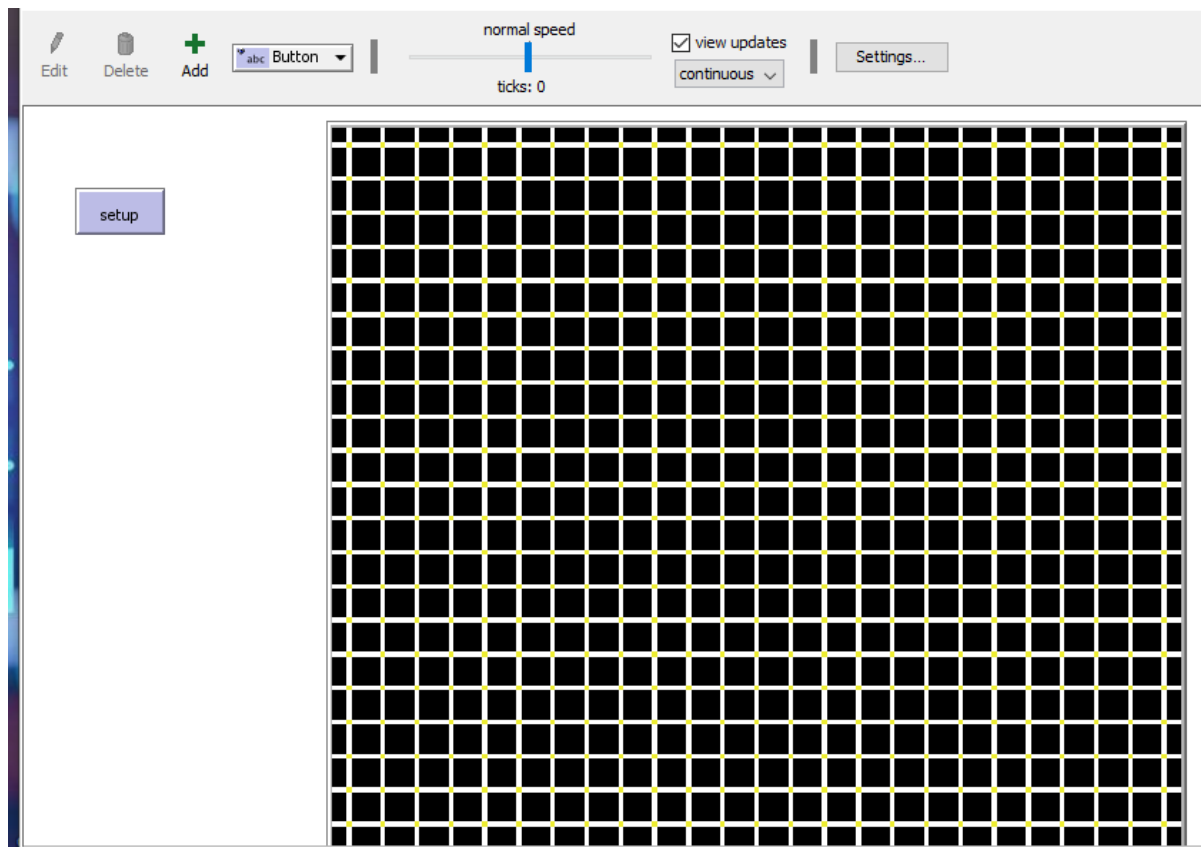 normal speed
Edit
Delete
Add
abc Button
ticks: 0
view updates
continuous
Settings...
setup